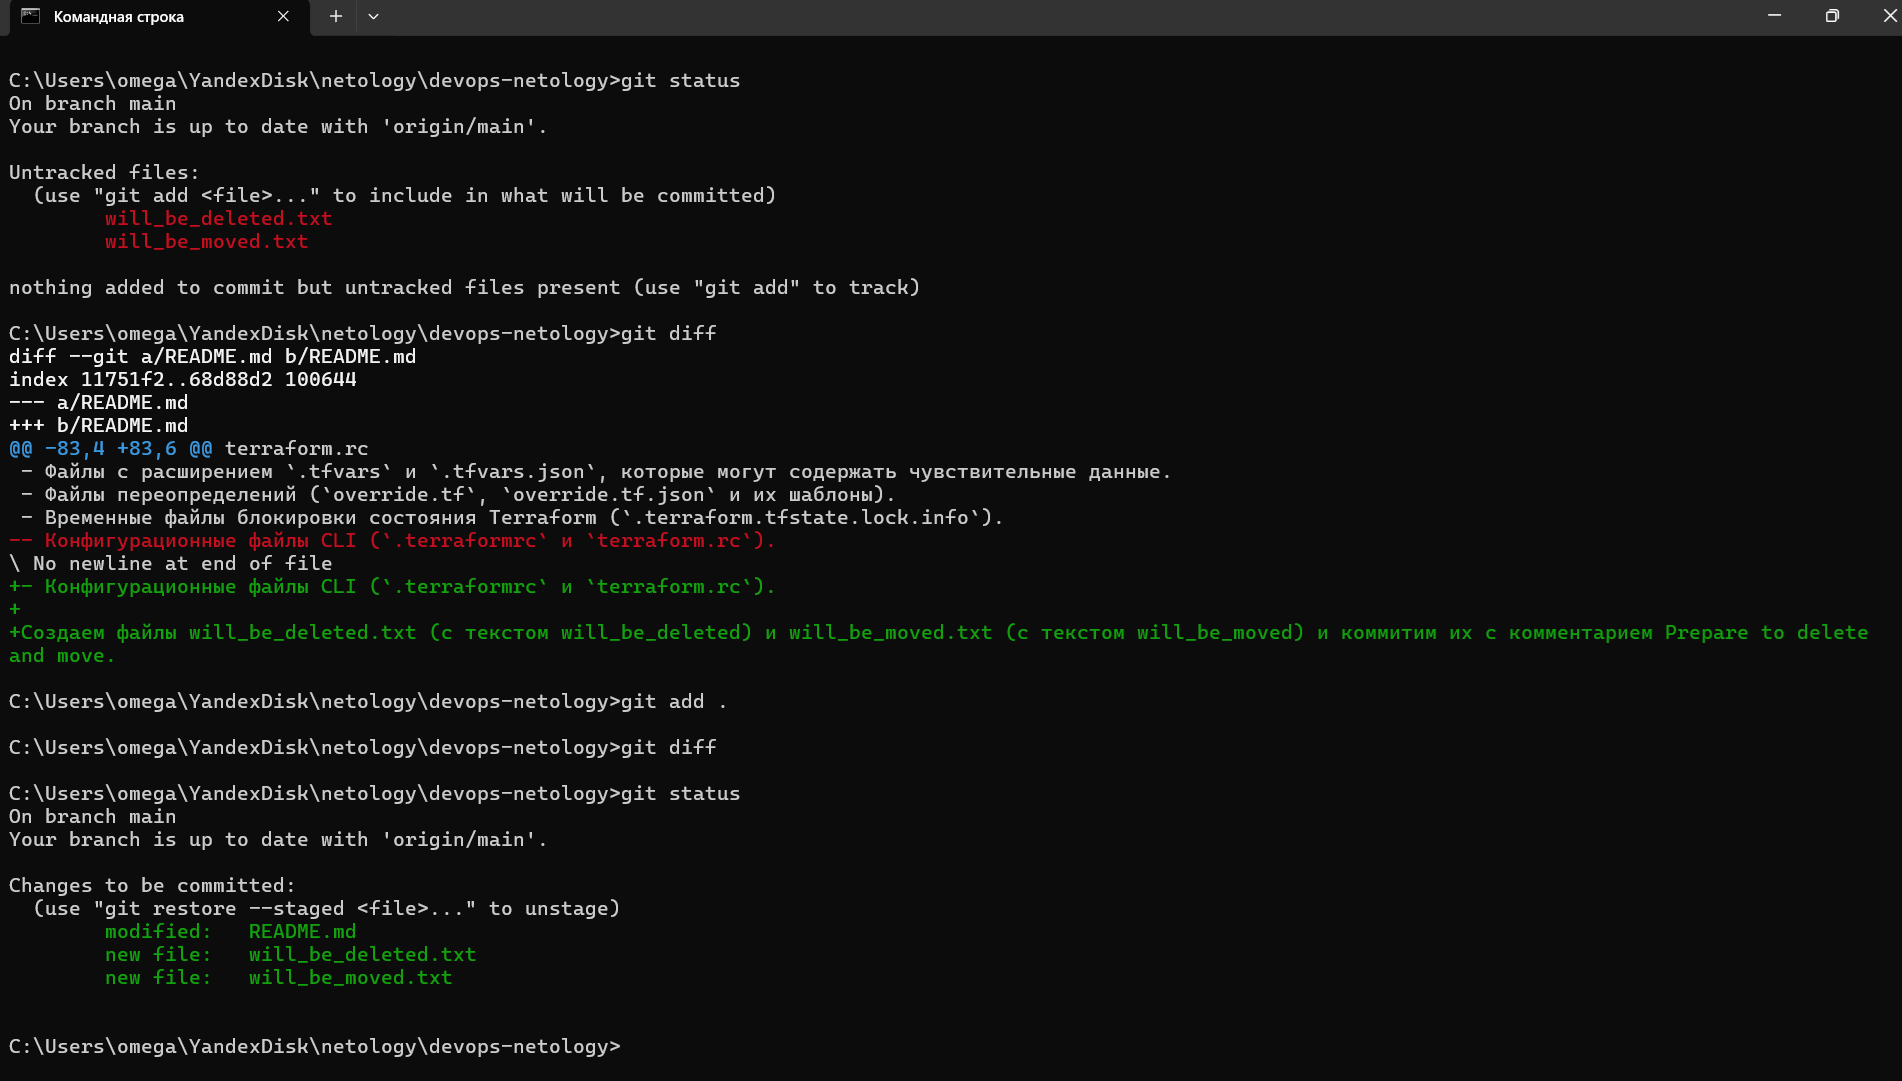 Командная строка
C:\Users\omega\YandexDisk\netology\devops-netology>git status
On branch main
Your branch is up to date with 'origin/main'.
Untracked files:
  (use "git add <file>..." to include in what will be committed)
        will_be_deleted.txt
        will_be_moved.txt
nothing added to commit but untracked files present (use "git add" to track)
C:\Users\omega\YandexDisk\netology\devops-netology>git diff
diff --git a/README.md b/README.md
index 11751f2..68d88d2 100644
--- a/README.md
+++ b/README.md
@@ -83,4 +83,6 @@ terraform.rc
 - Файлы с расширением `.tfvars` и `.tfvars.json`, которые могут содержать чувствительные данные.
 - Файлы переопределений (`override.tf`, `override.tf.json` и их шаблоны).
 - Временные файлы блокировки состояния Terraform (`.terraform.tfstate.lock.info`).
-- Конфигурационные файлы CLI (`.terraformrc` и `terraform.rc`).
\ No newline at end of file
+- Конфигурационные файлы CLI (`.terraformrc` и `terraform.rc`).
+
+Создаем файлы will_be_deleted.txt (с текстом will_be_deleted) и will_be_moved.txt (с текстом will_be_moved) и коммитим их с комментарием Prepare to delete
and move.
C:\Users\omega\YandexDisk\netology\devops-netology>git add .
C:\Users\omega\YandexDisk\netology\devops-netology>git diff
C:\Users\omega\YandexDisk\netology\devops-netology>git status
On branch main
Your branch is up to date with 'origin/main'.
Changes to be committed:
  (use "git restore --staged <file>..." to unstage)
        modified:   README.md
        new file:   will_be_deleted.txt
        new file:   will_be_moved.txt
C:\Users\omega\YandexDisk\netology\devops-netology>